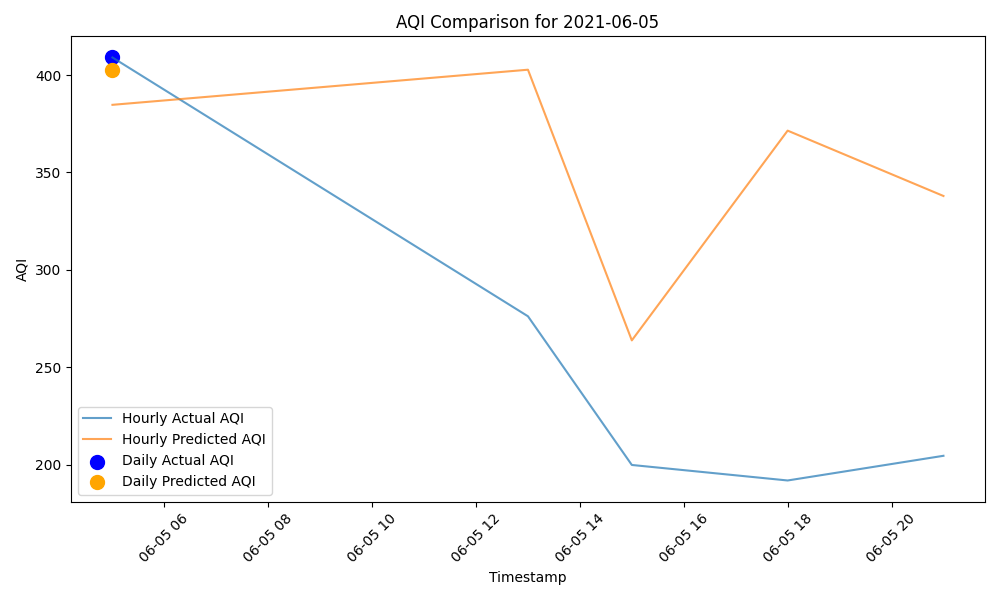 AQI Comparison for 2021-06-05
AQI
400
350
300
250
200
Hourly Actual AQI
Hourly Predicted AQI
Daily Actual AQI
Daily Predicted AQI
06-05 06
06-05 08
06-05 10
06-05 12
06-05 14
06-05 16
06-05 18
06-05 20
Timestamp